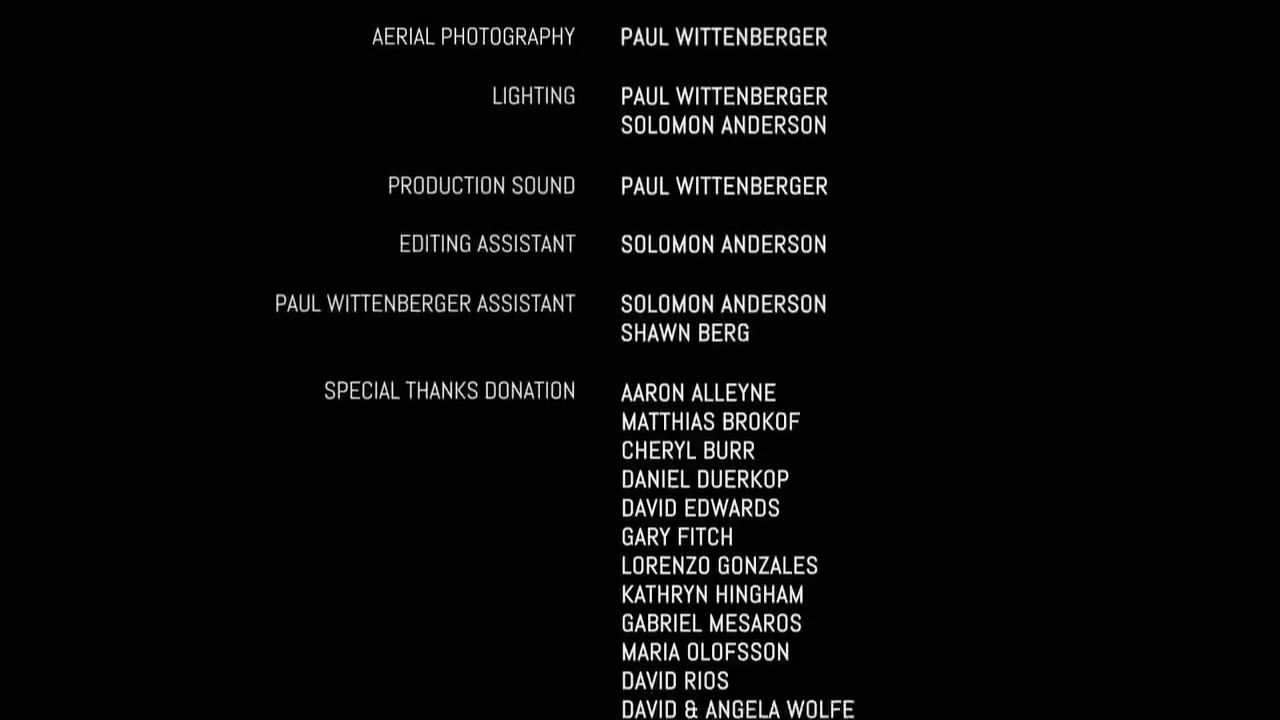 AERIAL PHOTOGRAPHY PAUL WITTENBERGER
LIGHTING PAUL WITTENBERGER
SOLOMON ANDERSON
PRODUCTION SOUND PAUL WITTENBERGER
EDITING ASSISTANT SOLOMON ANDERSON
PAUL WITTENBERGER ASSISTANT SOLOMON ANDERSON
SHAWN BERG
SPECIAL THANKS DONATION AARON ALLEYNE
MATTHIAS BROKOF
CHERYL BURR
DANIEL DUERKOP
DAVID EDWARDS
GARY FITCH
LORENZO GONZALES
KATHRYN HINGHAM
GABRIEL MESAROS
MARIA OLOFSSON
DAVID RIOS
DAVID & ANGELA WOLFE